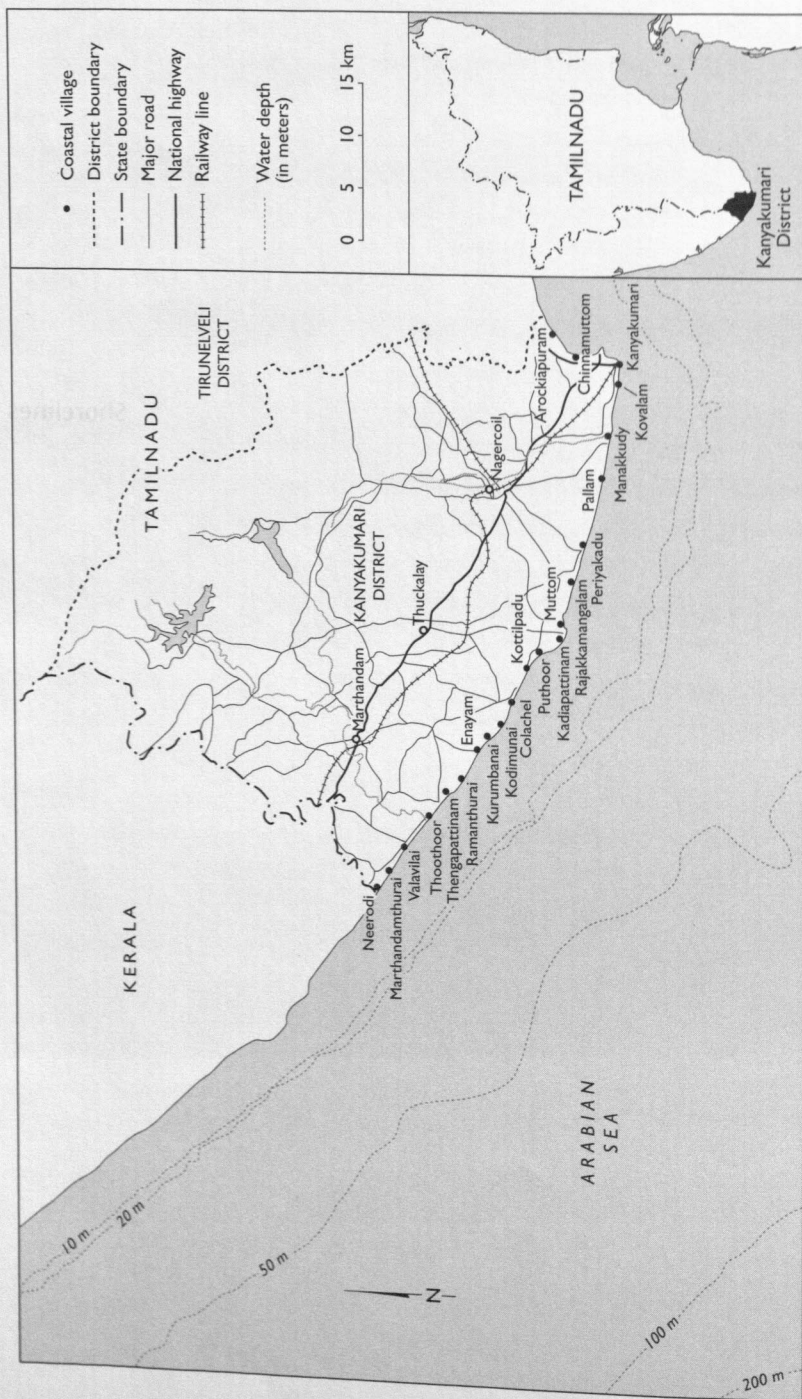 Coastal village
District boundary
State boundary
Major road
National highway
Railway line
Water depth
(in meters)
0
5
10
15 km
TAMILNADU
Kanyakumari
District
KERALA
TAMILNADU
TIRUNELVELI
DISTRICT
KANYAKUMARI
DISTRICT
Marthandam
Thuckalay
Nagercoil
Neerodi
Marthandamthurai
Valavilai
Thoothoor
Thengapattinam
Ramanthurai
Enayam
Kurumbanai
Kodimunai
Colachel
Kottilpadu
Puthoor
Kadiapattinam
Muttom
Rajakkamangalam
Periyakadu
Pallam
Manakkudy
Kovalam
Kanyakumari
Chinnamuttom
Arockiapuram
ARABIAN
SEA
10 m
20 m
50 m
100 m
200 m
N
Shorelines